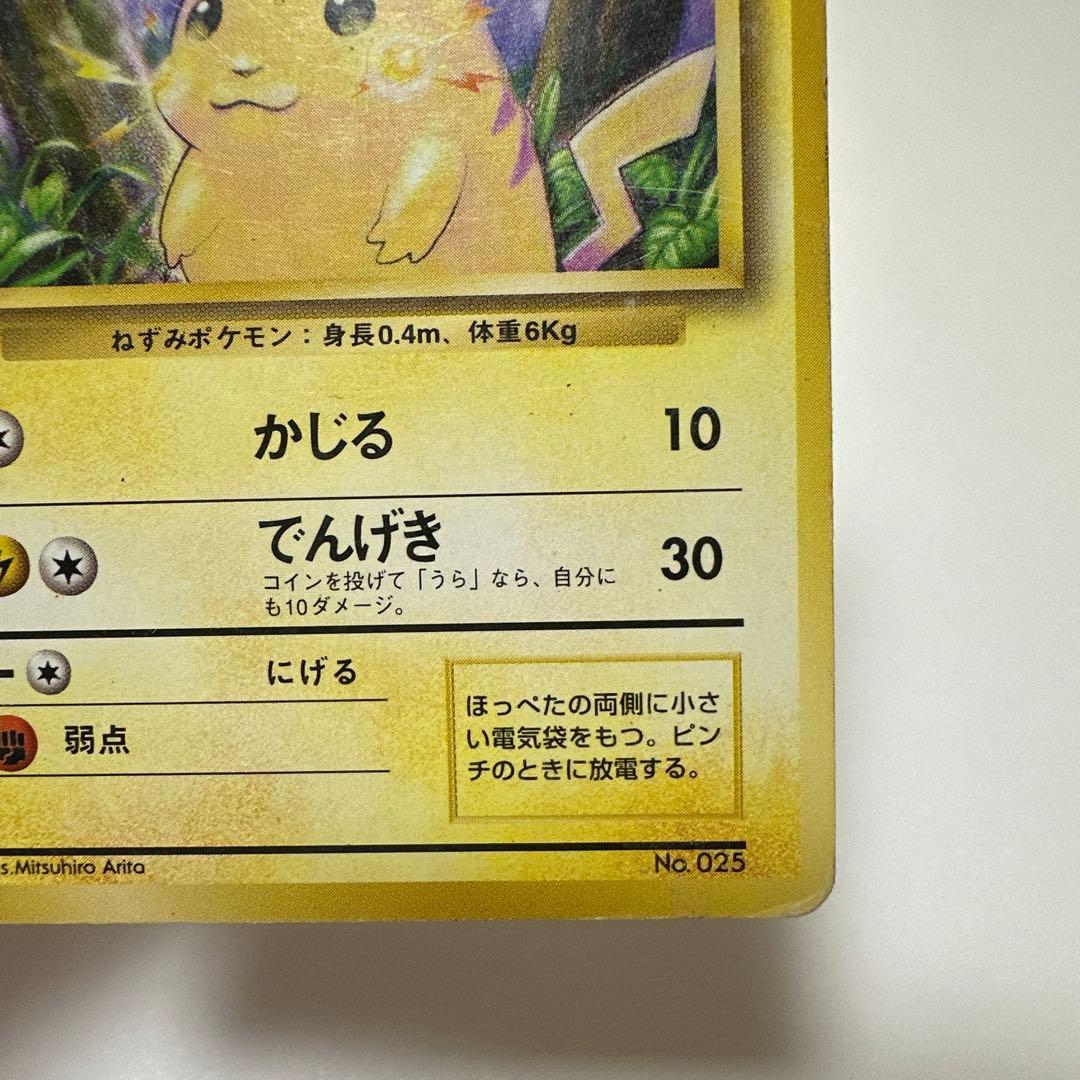 ねずみポケモン：身長0.4m、体重6Kg
かじる 10
でんげき 30
コインを投げて「うら」なら、自分に
も10ダメージ。
にげる
弱点
ほっぺたの両側に小さ
い電気袋をもつ。ピン
チのときに放電する。
s.Mitsuhiro Arita No. 025